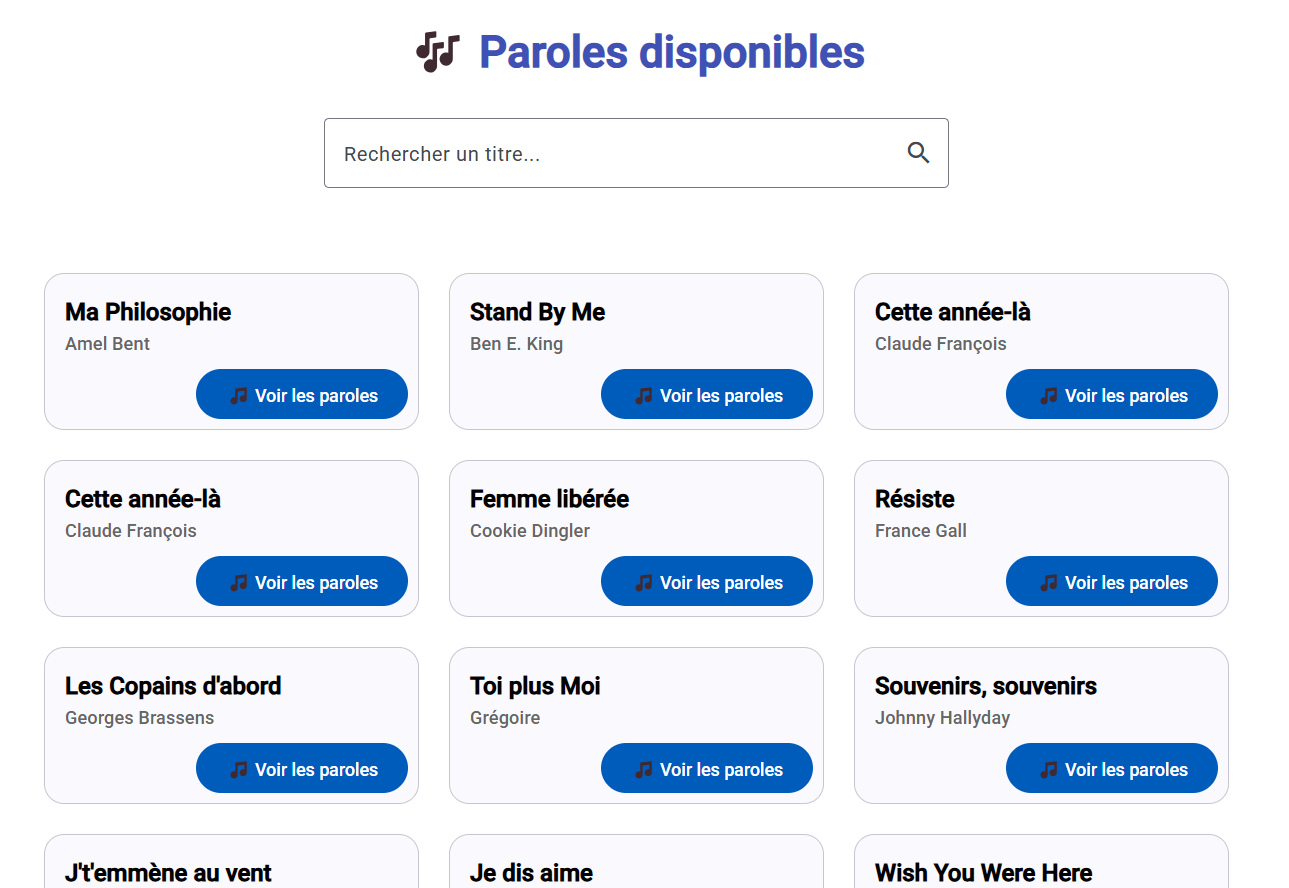 Paroles disponibles
Rechercher un titre...
Ma Philosophie
Amel Bent
Voir les paroles
Stand By Me
Ben E. King
Voir les paroles
Cette année-là
Claude François
Voir les paroles
Cette année-là
Claude François
Voir les paroles
Femme libérée
Cookie Dingler
Voir les paroles
Résiste
France Gall
Voir les paroles
Les Copains d'abord
Georges Brassens
Voir les paroles
Toi plus Moi
Grégoire
Voir les paroles
Souvenirs, souvenirs
Johnny Hallyday
Voir les paroles
J't'emmène au vent
Je dis aime
Wish You Were Here